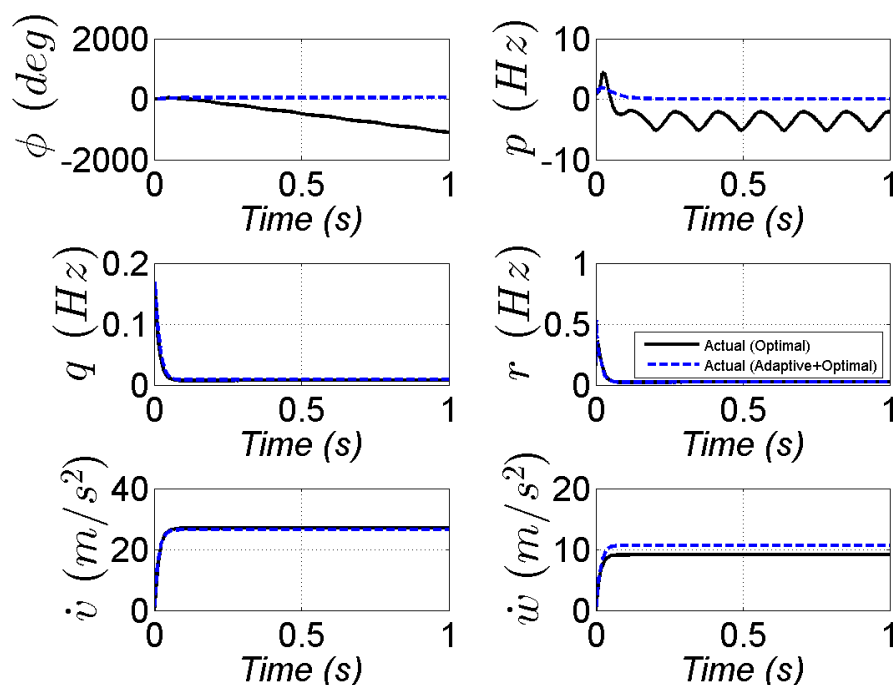 ϕ (deg)
2000
0
-2000
0
0.5
1
Time (s)
p (Hz)
10
0
-10
0
0.5
1
Time (s)
q (Hz)
0.2
0.1
0
0
0.5
1
Time (s)
r (Hz)
1
0.5
0
0
0.5
1
Time (s)
Actual (Optimal)
Actual (Adaptive+Optimal)
v̇ (m/s²)
40
20
0
0
0.5
1
Time (s)
ẇ (m/s²)
20
10
0
0
0.5
1
Time (s)